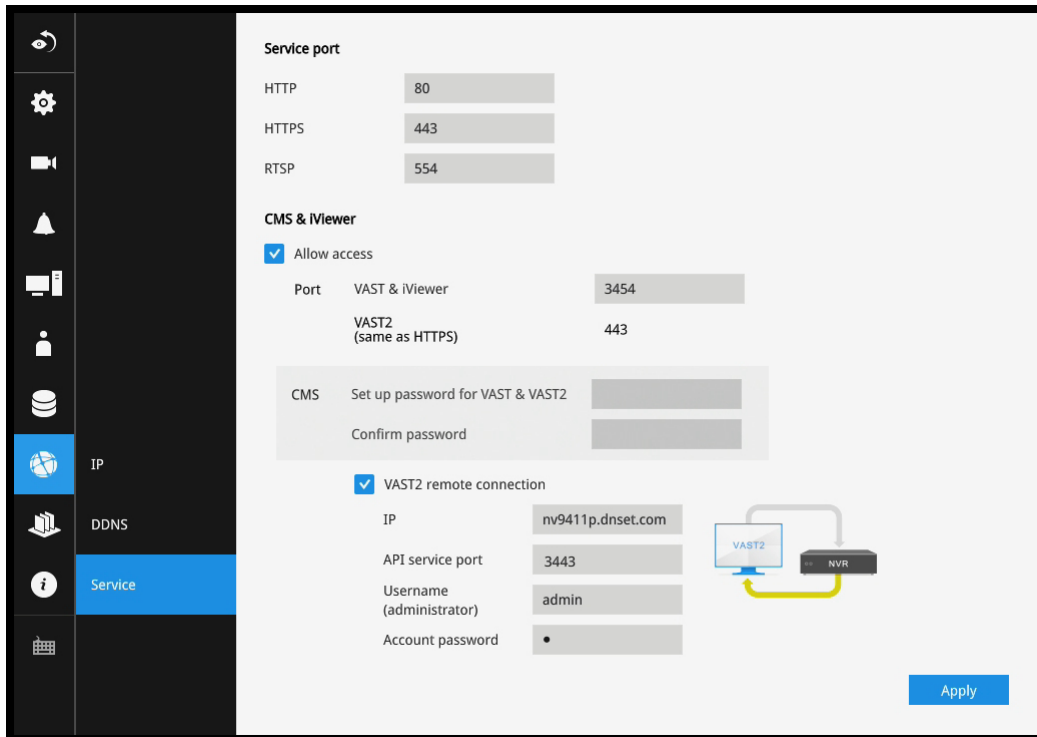 Service port
HTTP 80
HTTPS 443
RTSP 554
CMS & iViewer
Allow access
Port VAST & iViewer 3454
VAST2
(same as HTTPS) 443
CMS Set up password for VAST & VAST2
Confirm password
IP
VAST2 remote connection
IP nv9411p.dnset.com
DDNS
API service port 3443
VAST2
NVR
Service
Username
(administrator) admin
Account password •
Apply